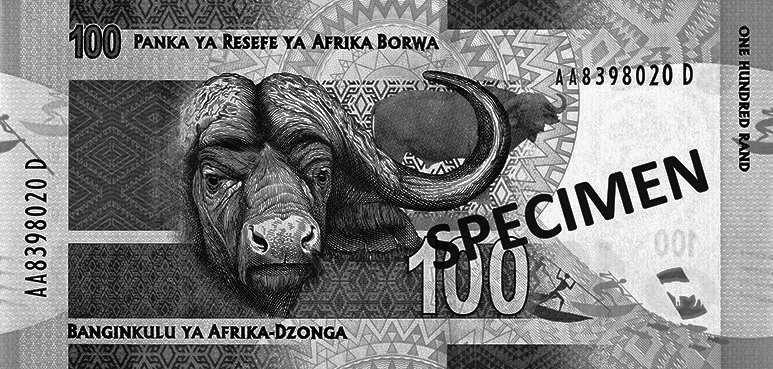 100 PANKA YA RESEFE YA AFRIKA BORWA
AA8398020 D
ONE HUNDRED RAND
AA8398020 D
SPECIMEN
100
100
BANGINKULU YA AFRIKA-DZONGA